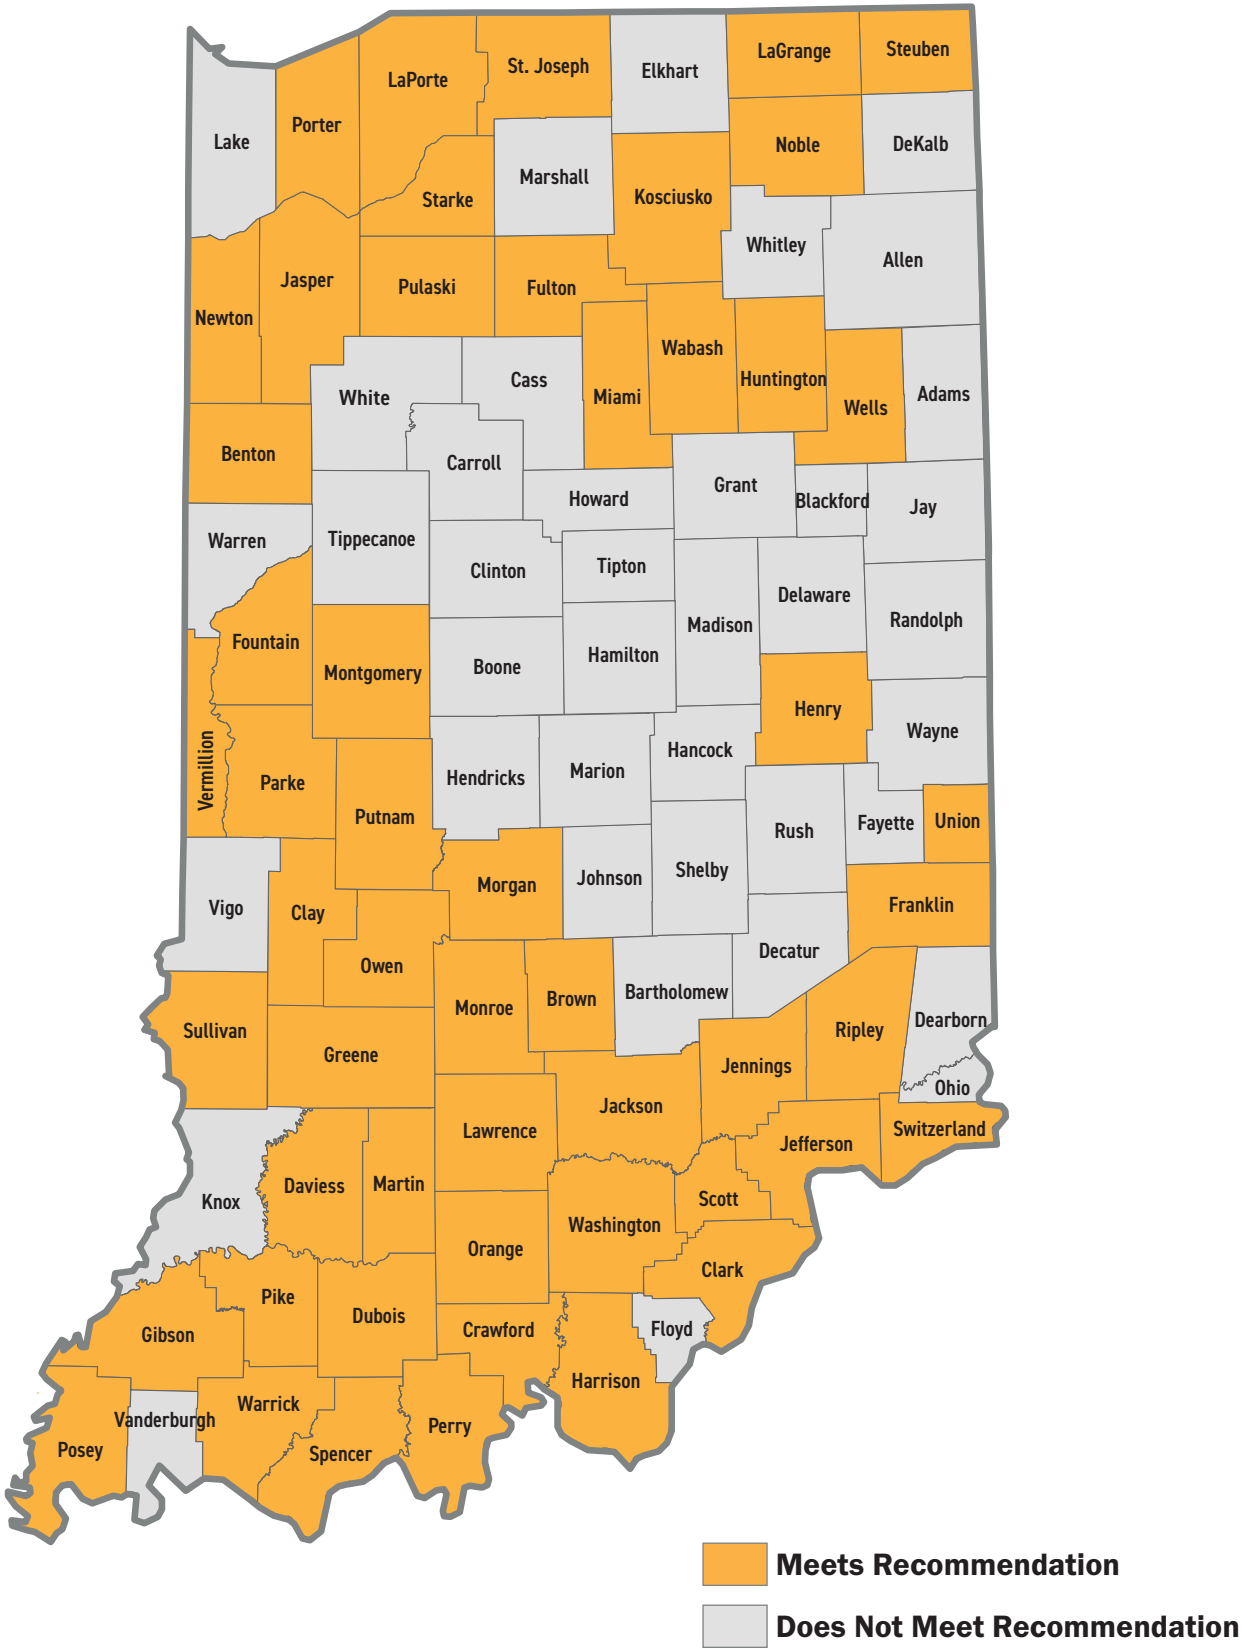 LaGrange
Steuben
St. Joseph
Elkhart
LaPorte
Porter
Lake
Noble
DeKalb
Marshall
Kosciusko
Starke
Whitley
Allen
Jasper
Pulaski
Fulton
Newton
Wabash
Huntington
Cass
White
Miami
Wells
Adams
Benton
Carroll
Grant
Howard
Blackford
Jay
Warren
Tippecanoe
Clinton
Tipton
Delaware
Randolph
Madison
Fountain
Hamilton
Boone
Montgomery
Henry
Wayne
Hancock
Vermillion
Marion
Hendricks
Parke
Putnam
Union
Fayette
Rush
Shelby
Johnson
Morgan
Franklin
Vigo
Clay
Decatur
Owen
Bartholomew
Brown
Monroe
Dearborn
Ripley
Sullivan
Greene
Jennings
Ohio
Jackson
Switzerland
Lawrence
Jefferson
Daviess
Martin
Scott
Knox
Washington
Orange
Clark
Pike
Dubois
Floyd
Crawford
Gibson
Harrison
Warrick
Vanderburgh
Perry
Posey
Spencer
Meets Recommendation
Does Not Meet Recommendation